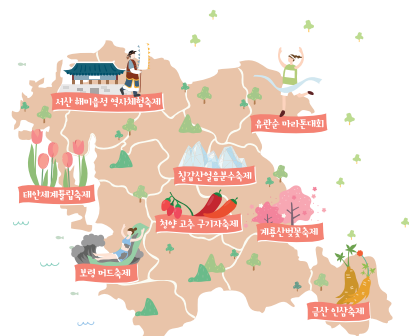 서산 해미읍성 역사체험축제
유관순 마라톤대회
칠갑산얼음분수축제
태안세계튤립축제
청양 고추 구기자축제
계룡산벚꽃축제
보령 머드축제
금산 인삼축제